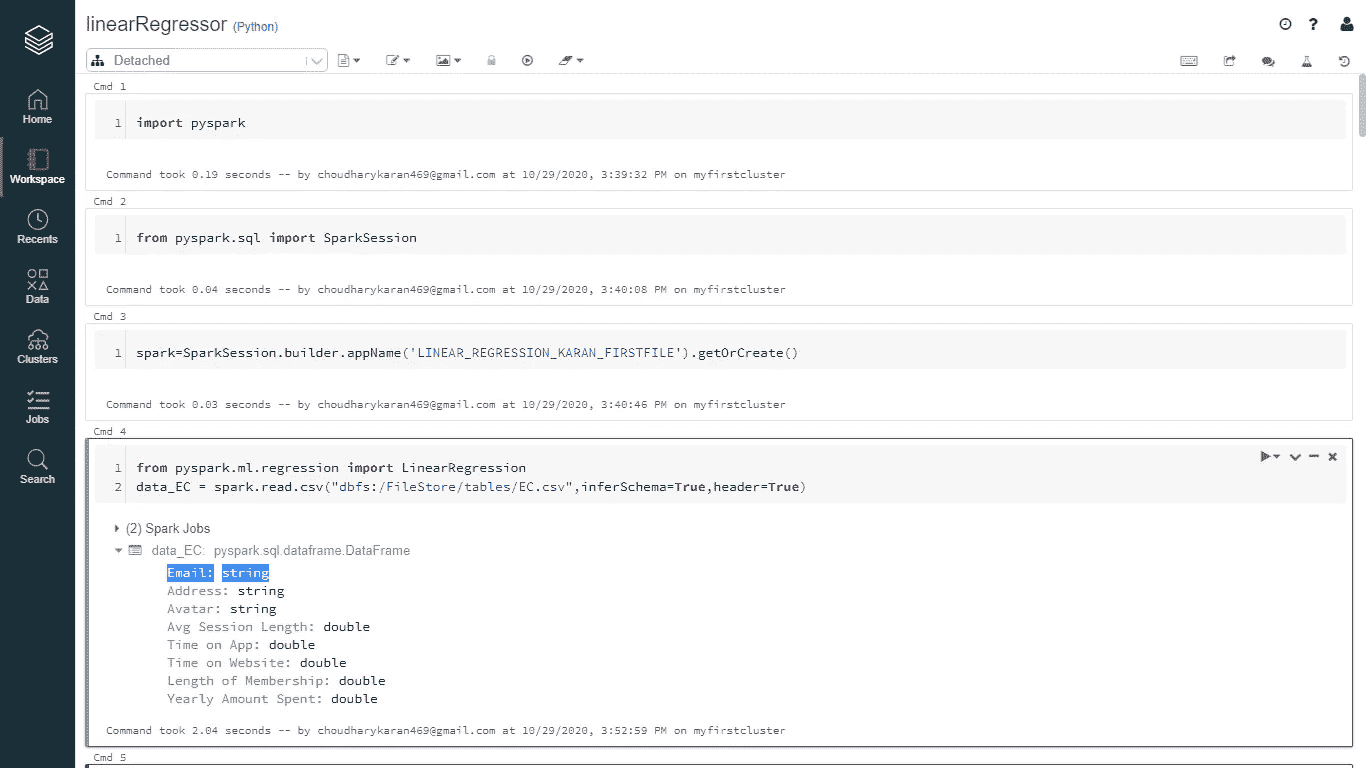 linearRegressor (Python)
Detached
Home
Workspace
Recents
Data
Clusters
Jobs
Search
Cmd 1
1 import pyspark
Command took 0.19 seconds -- by choudharykaran469@gmail.com at 10/29/2020, 3:39:32 PM on myfirstcluster
Cmd 2
1 from pyspark.sql import SparkSession
Command took 0.04 seconds -- by choudharykaran469@gmail.com at 10/29/2020, 3:40:08 PM on myfirstcluster
Cmd 3
1 spark=SparkSession.builder.appName('LINEAR_REGRESSION_KARAN_FIRSTFILE').getOrCreate()
Command took 0.03 seconds -- by choudharykaran469@gmail.com at 10/29/2020, 3:40:46 PM on myfirstcluster
Cmd 4
1 from pyspark.ml.regression import LinearRegression
2 data_EC = spark.read.csv("dbfs:/FileStore/tables/EC.csv",inferSchema=True,header=True)
(2) Spark Jobs
data_EC: pyspark.sql.dataframe.DataFrame
Email: string
Address: string
Avatar: string
Avg Session Length: double
Time on App: double
Time on Website: double
Length of Membership: double
Yearly Amount Spent: double
Command took 2.04 seconds -- by choudharykaran469@gmail.com at 10/29/2020, 3:52:59 PM on myfirstcluster
Cmd 5